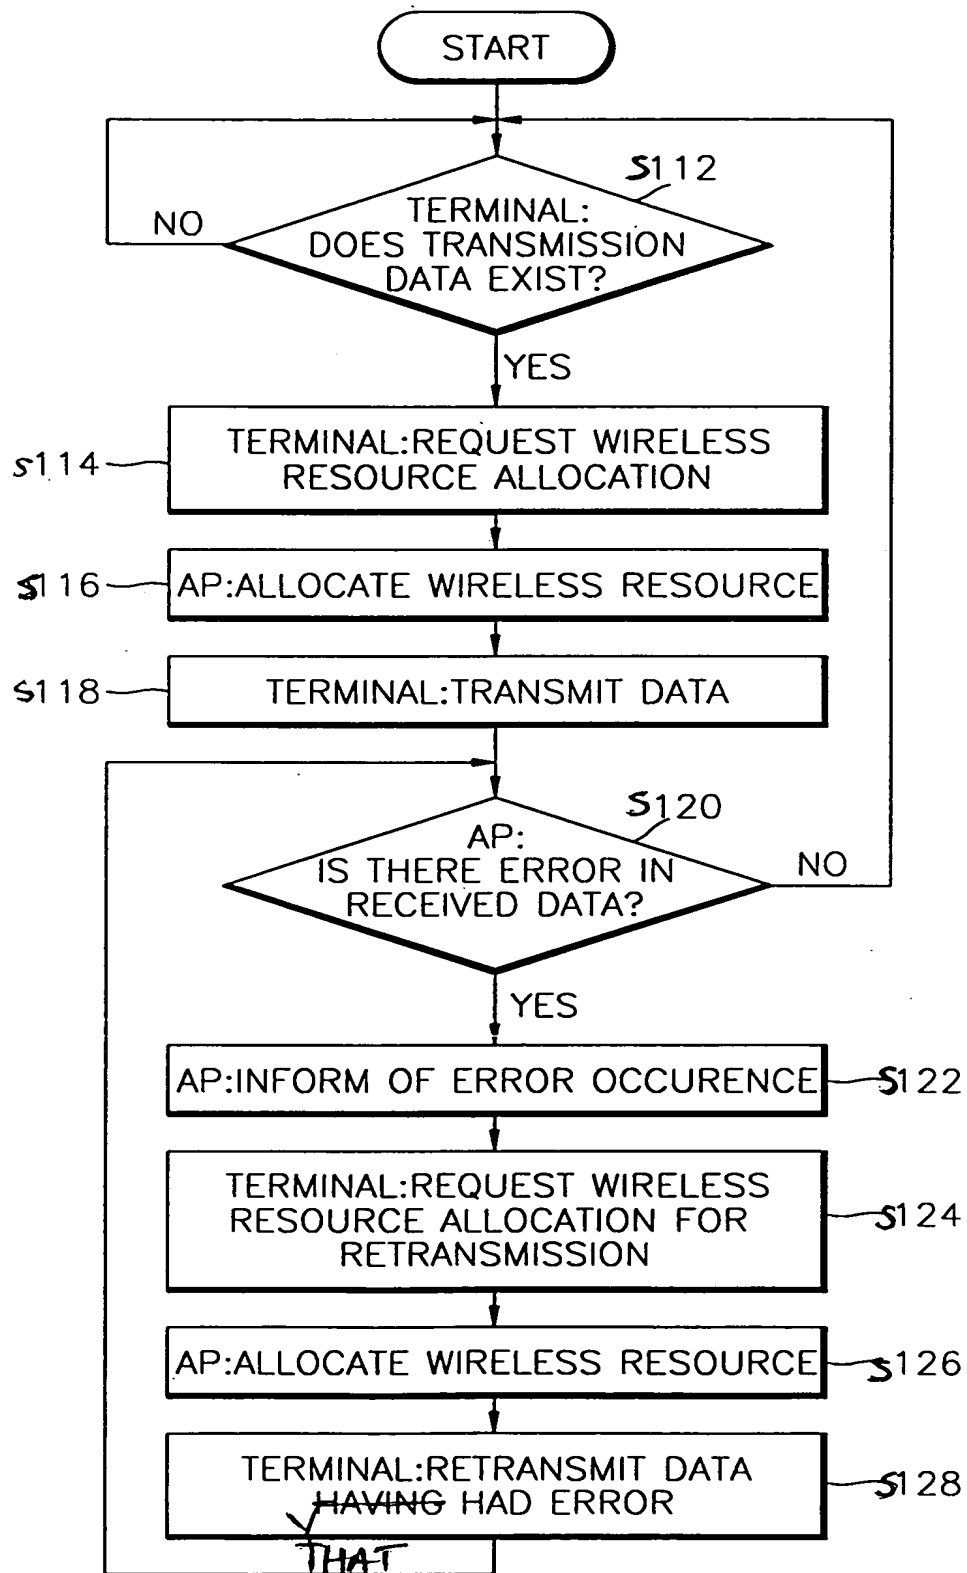 START
S112
TERMINAL:
DOES TRANSMISSION
DATA EXIST?
NO
YES
S114
TERMINAL:REQUEST WIRELESS
RESOURCE ALLOCATION
S116
AP:ALLOCATE WIRELESS RESOURCE
S118
TERMINAL:TRANSMIT DATA
S120
AP:
IS THERE ERROR IN
RECEIVED DATA?
NO
YES
AP:INFORM OF ERROR OCCURENCE
S122
TERMINAL:REQUEST WIRELESS
RESOURCE ALLOCATION FOR
RETRANSMISSION
S124
AP:ALLOCATE WIRELESS RESOURCE
S126
TERMINAL:RETRANSMIT DATA
HAVING HAD ERROR
S128
THAT